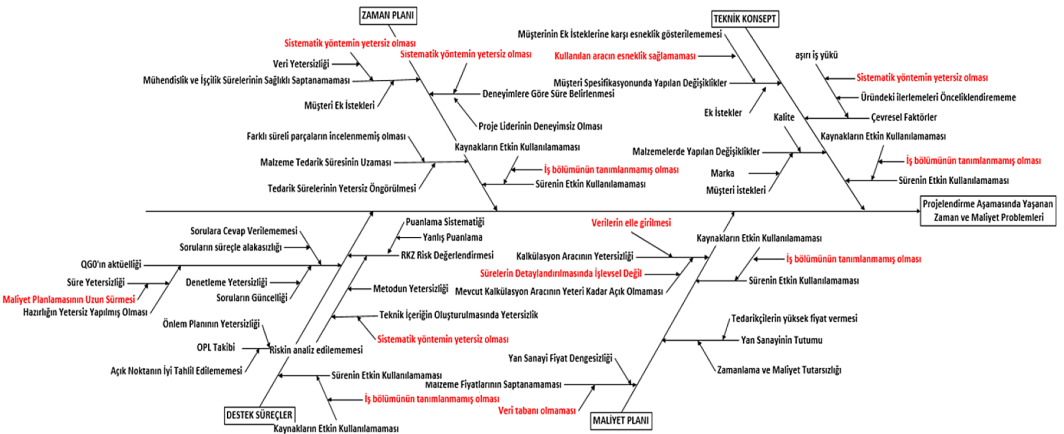 ZAMAN PLANI
Sistematik yöntemin yetersiz olması
Veri Yetersizliği
Mühendislik ve İşçilik Sürelerinin Sağlıklı Saptanamaması
Müşteri Ek İstekleri
Sistematik yöntemin yetersiz olması
Deneyimlere Göre Süre Belirlenmesi
Proje Liderinin Deneyimsiz Olması
Farklı süreli parçaların incelenmemiş olması
Malzeme Tedarik Süresinin Uzaması
Tedarik Sürelerinin Yetersiz Öngörülmesi
Kaynakların Etkin Kullanılamaması
İş bölümünün tanımlanmamış olması
Sürenin Etkin Kullanılamaması
TEKNİK KONSEPT
Müşterinin Ek İsteklerine karşı esneklik gösterilememesi
Kullanılan aracın esneklik sağlamaması
Müşteri Spesifikasyonunda Yapılan Değişiklikler
Ek İstekler
aşırı iş yükü
Sistematik yöntemin yetersiz olması
Üründeki ilerlemeleri Önceliklendirememe
Çevresel Faktörler
Kalite
Malzemelerde Yapılan Değişiklikler
Marka
Müşteri istekleri
Kaynakların Etkin Kullanılamaması
İş bölümünün tanımlanmamış olması
Sürenin Etkin Kullanılamaması
Projelendirme Aşamasında Yaşanan
Zaman ve Maliyet Problemleri
Sorulara Cevap Verilememesi
Soruların süreçle alakasızlığı
QGO'ın aktüelliği
Süre Yetersizliği
Maliyet Planlamasının Uzun Sürmesi
Hazırlığın Yetersiz Yapılmış Olması
Denetleme Yetersizliği
Soruların Güncelliği
Puanlama Sistematiği
Yanlış Puanlama
RKZ Risk Değerlendirmesi
Metodun Yetersizliği
Teknik İçeriğin Oluşturulmasında Yetersizlik
Sistematik yöntemin yetersiz olması
Önlem Planının Yetersizliği
OPL Takibi
Riskin analiz edilememesi
Açık Noktanın İyi Tahlil Edilememesi
Sürenin Etkin Kullanılamaması
İş bölümünün tanımlanmamış olması
Kaynakların Etkin Kullanılamaması
DESTEK SÜREÇLER
Verilerin elle girilmesi
Kalkülasyon Aracının Yetersizliği
Sürelerin Detaylandırılmasında İşlevsel Değil
Mevcut Kalkülasyon Aracının Yeteri Kadar Açık Olmaması
Kaynakların Etkin Kullanılamaması
İş bölümünün tanımlanmamış olması
Sürenin Etkin Kullanılamaması
Tedarikçilerin yüksek fiyat vermesi
Yan Sanayinin Tutumu
Zamanlama ve Maliyet Tutarsızlığı
Yan Sanayi Fiyat Dengesizliği
Malzeme Fiyatlarının Saptanamaması
Veri tabanı olmaması
MALİYET PLANI